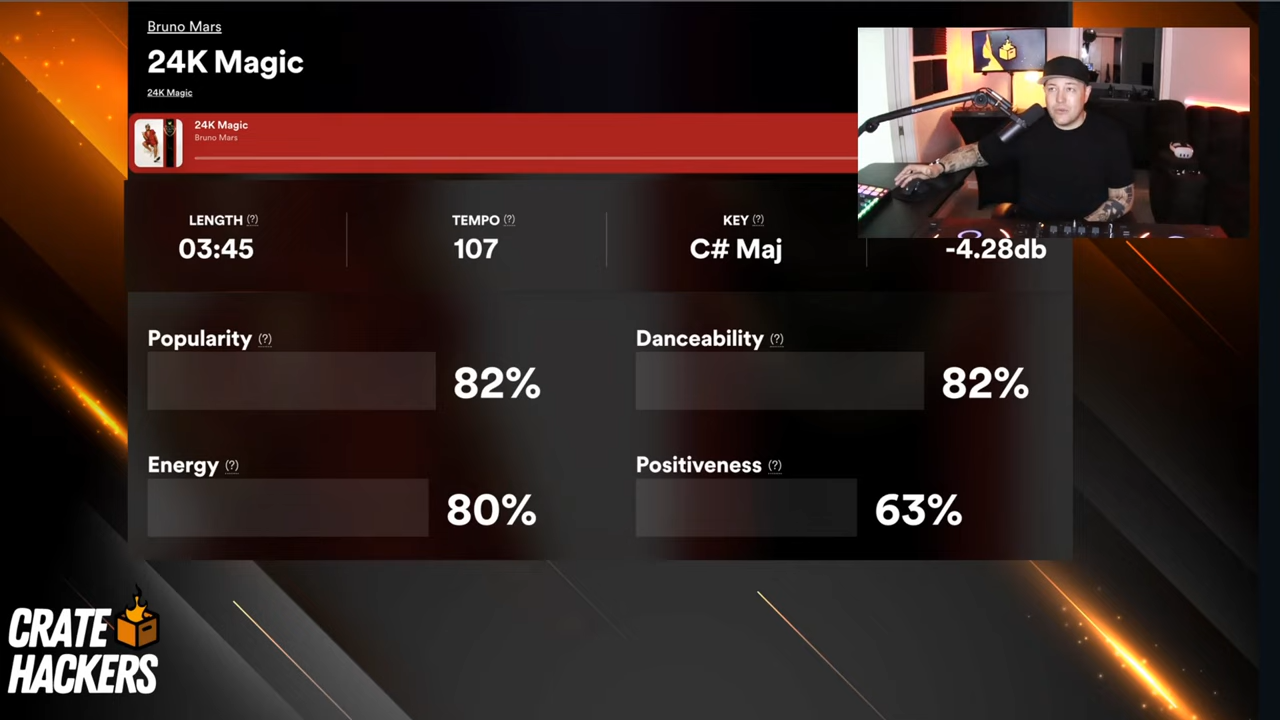 Bruno Mars
24K Magic
24K Magic
24K Magic
Bruno Mars
LENGTH (?)
03:45
TEMPO (?)
107
KEY (?)
C# Maj
-4.28db
Popularity (?)
82%
Danceability (?)
82%
Energy (?)
80%
Positiveness (?)
63%
CRATE
HACKERS